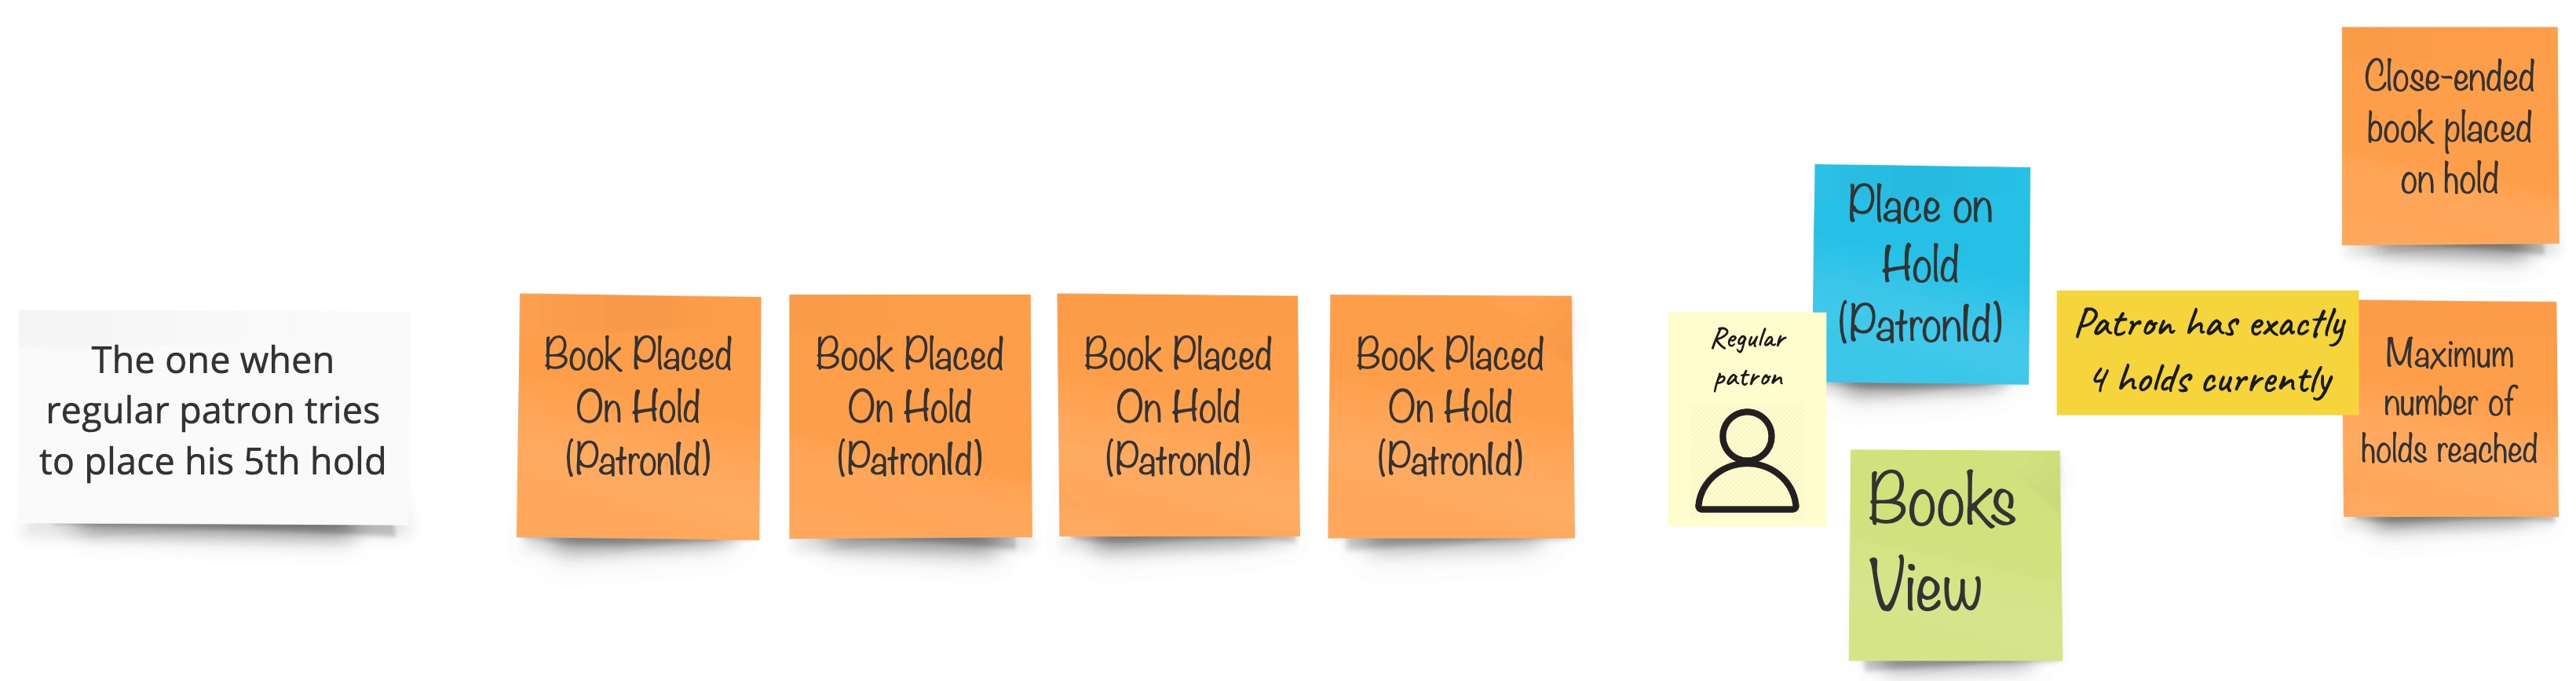 The one when
regular patron tries
to place his 5th hold
Book Placed
On Hold
(PatronId)
Book Placed
On Hold
(PatronId)
Book Placed
On Hold
(PatronId)
Book Placed
On Hold
(PatronId)
Regular
patron
Place on
Hold
(PatronId)
Books
View
Patron has exactly
4 holds currently
Close-ended
book placed
on hold
Maximum
number of
holds reached